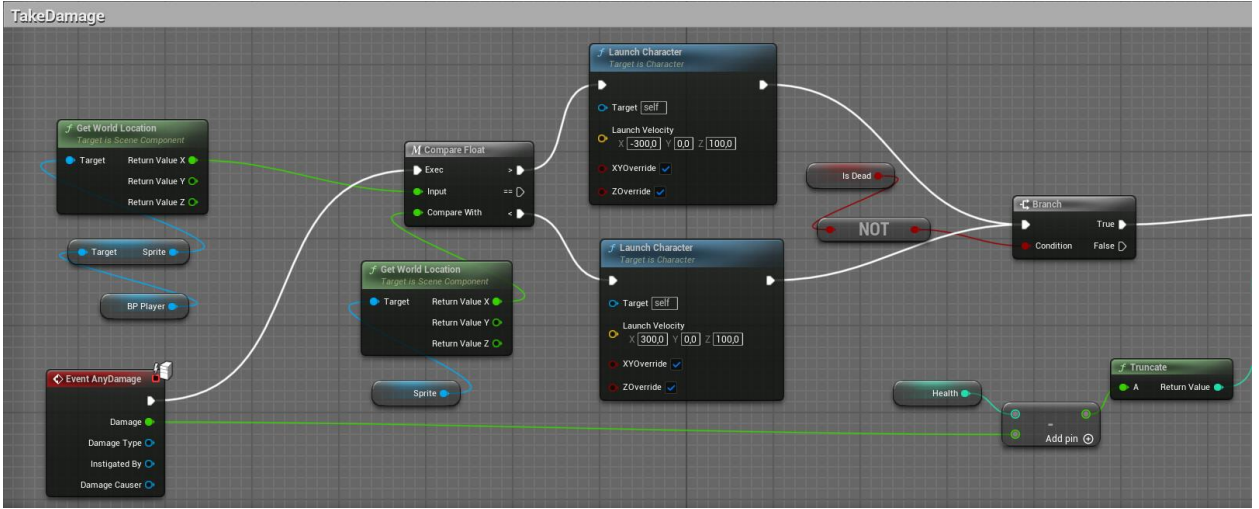 TakeDamage
Get World Location
Target is Scene Component
Target Return Value X
Return Value Y
Return Value Z
Target Sprite
BP Player
Event AnyDamage
Damage
Damage Type
Instigated By
Damage Causer
M Compare Float
Exec >
Input ==
Compare With <
f Get World Location
Target is Scene Component
Target Return Value X
Return Value Y
Return Value Z
Sprite
f Launch Character
Target is Character
Target self
Launch Velocity
X -300,0 Y 0,0 Z 100,0
XYOverride
ZOverride
f Launch Character
Target is Character
Target self
Launch Velocity
X 300,0 Y 0,0 Z 100,0
XYOverride
ZOverride
Is Dead
NOT
Branch
True
Condition False
Health
-
Add pin
f Truncate
A Return Value